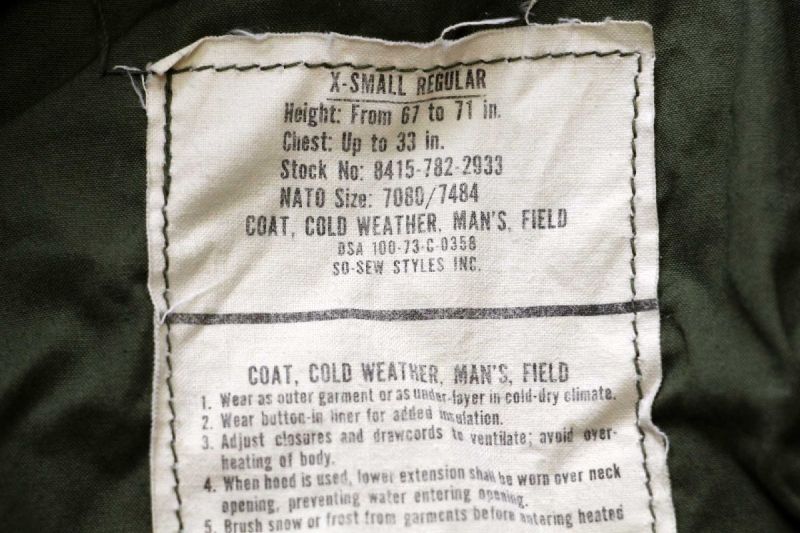 X-SMALL REGULAR
Height: From 67 to 71 in.
Chest: Up to 33 in.
Stock No: 8415-782-2933
NATO Size: 7080/7484
COAT, COLD WEATHER, MAN'S, FIELD
DSA 100-73-C-0358
SO-SEW STYLES INC.
COAT, COLD WEATHER, MAN'S, FIELD
1. Wear as outer garment or as under-layer in cold-dry climate.
2. Wear button-in liner for added insulation.
3. Adjust closures and drawcords to ventilate; avoid over-
heating of body.
4. When hood is used, lower extension shall be worn over neck
opening, preventing water entering opening.
5. Brush snow or frost from garments before entering heated